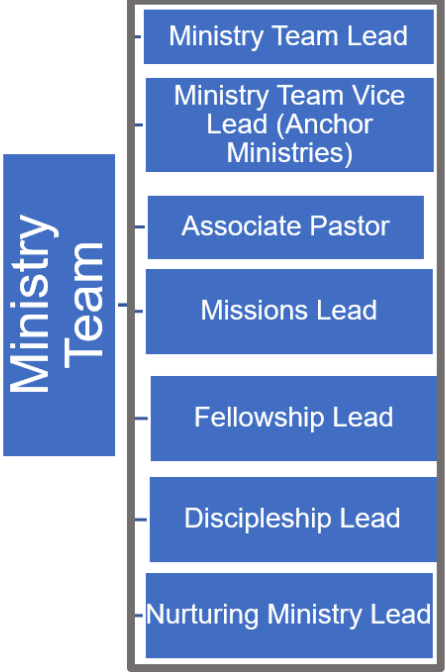 Ministry
Team
Ministry Team Lead
Ministry Team Vice
Lead (Anchor
Ministries)
Associate Pastor
Missions Lead
Fellowship Lead
Discipleship Lead
Nurturing Ministry Lead